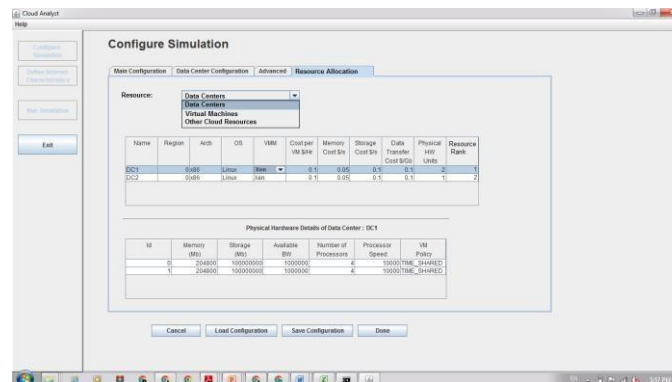 Cloud Analyst
Help
Configure Simulation
Define Internet Characteristics
Run Simulation
Exit
Configure Simulation
Main Configuration Data Center Configuration Advanced Resource Allocation
Resource: Data Centers
Data Centers
Virtual Machines
Other Cloud Resources
Name Region Arch OS VMM Cost per VM $/Hr Memory Cost $/s Storage Cost $/s Data Transfer Cost $/Gb Physical HW Units Resource Rank
DC1 0 x86 Linux Xen 0.1 0.05 0.1 0.1 2 1
DC2 0 x86 Linux Xen 0.1 0.05 0.1 0.1 1 2
Physical Hardware Details of Data Center : DC1
Id Memory (Mb) Storage (Mb) Available BW Number of Processors Processor Speed VM Policy
0 204800 100000000 1000000 4 10000 TIME_SHARED
1 204800 100000000 1000000 4 10000 TIME_SHARED
Cancel Load Configuration Save Configuration Done